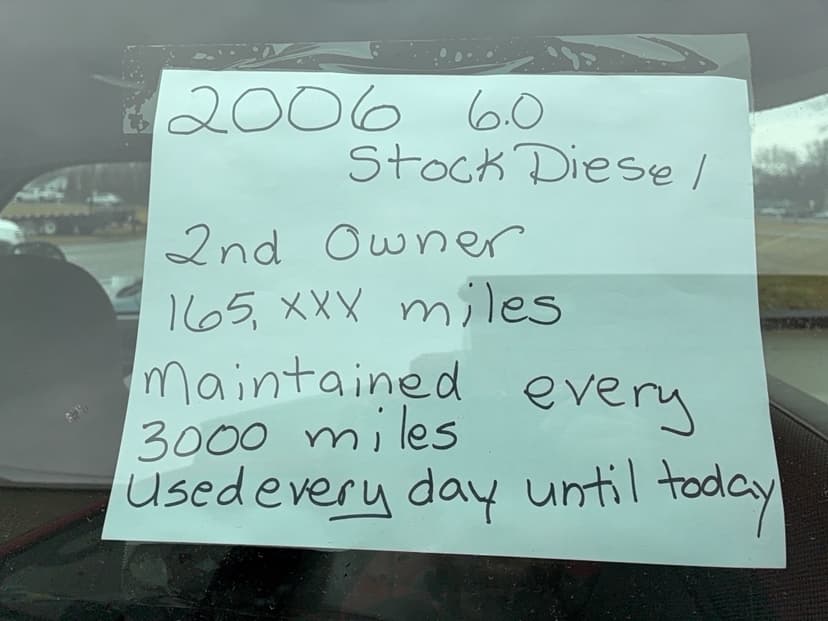 2006 6.0
Stock Diesel
2nd Owner
165,XXX miles
maintained every
3000 miles
Used every day until today